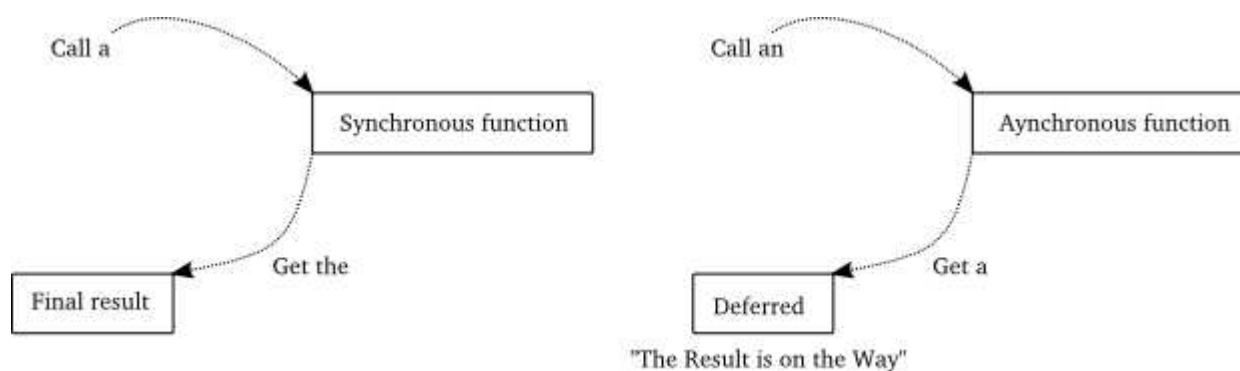 Call a
Synchronous function
Get the
Final result
Call an
Aynchronous function
Get a
Deferred
"The Result is on the Way"